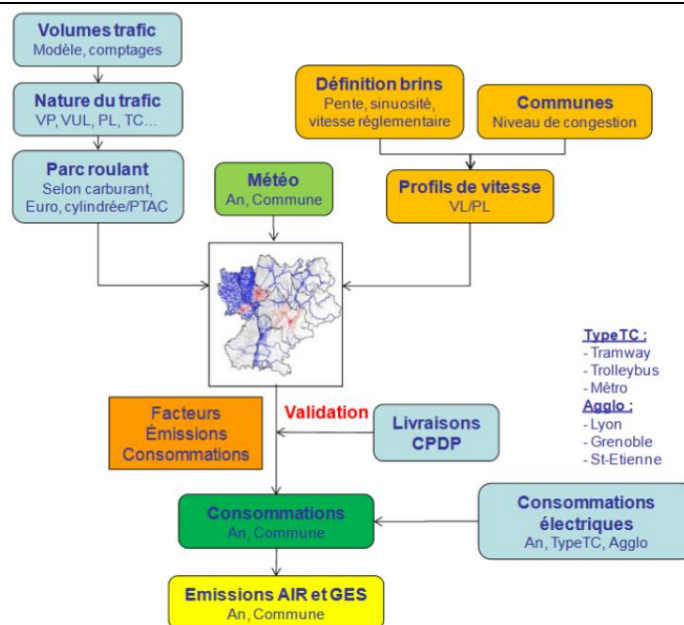 Volumes trafic
Modèle, comptages
Nature du trafic
VP, VUL, PL, TC...
Parc roulant
Selon carburant,
Euro, cylindrée/PTAC
Météo
An, Commune
Définition brins
Pente, sinuosité,
vitesse réglementaire
Communes
Niveau de congestion
Profils de vitesse
VL/PL
TypeTC :
- Tramway
- Trolleybus
- Métro
Agglo :
- Lyon
- Grenoble
- St-Etienne
Facteurs
Émissions
Consommations
Validation
Livraisons
CPDP
Consommations
An, Commune
Consommations
électriques
An, TypeTC, Agglo
Emissions AIR et GES
An, Commune